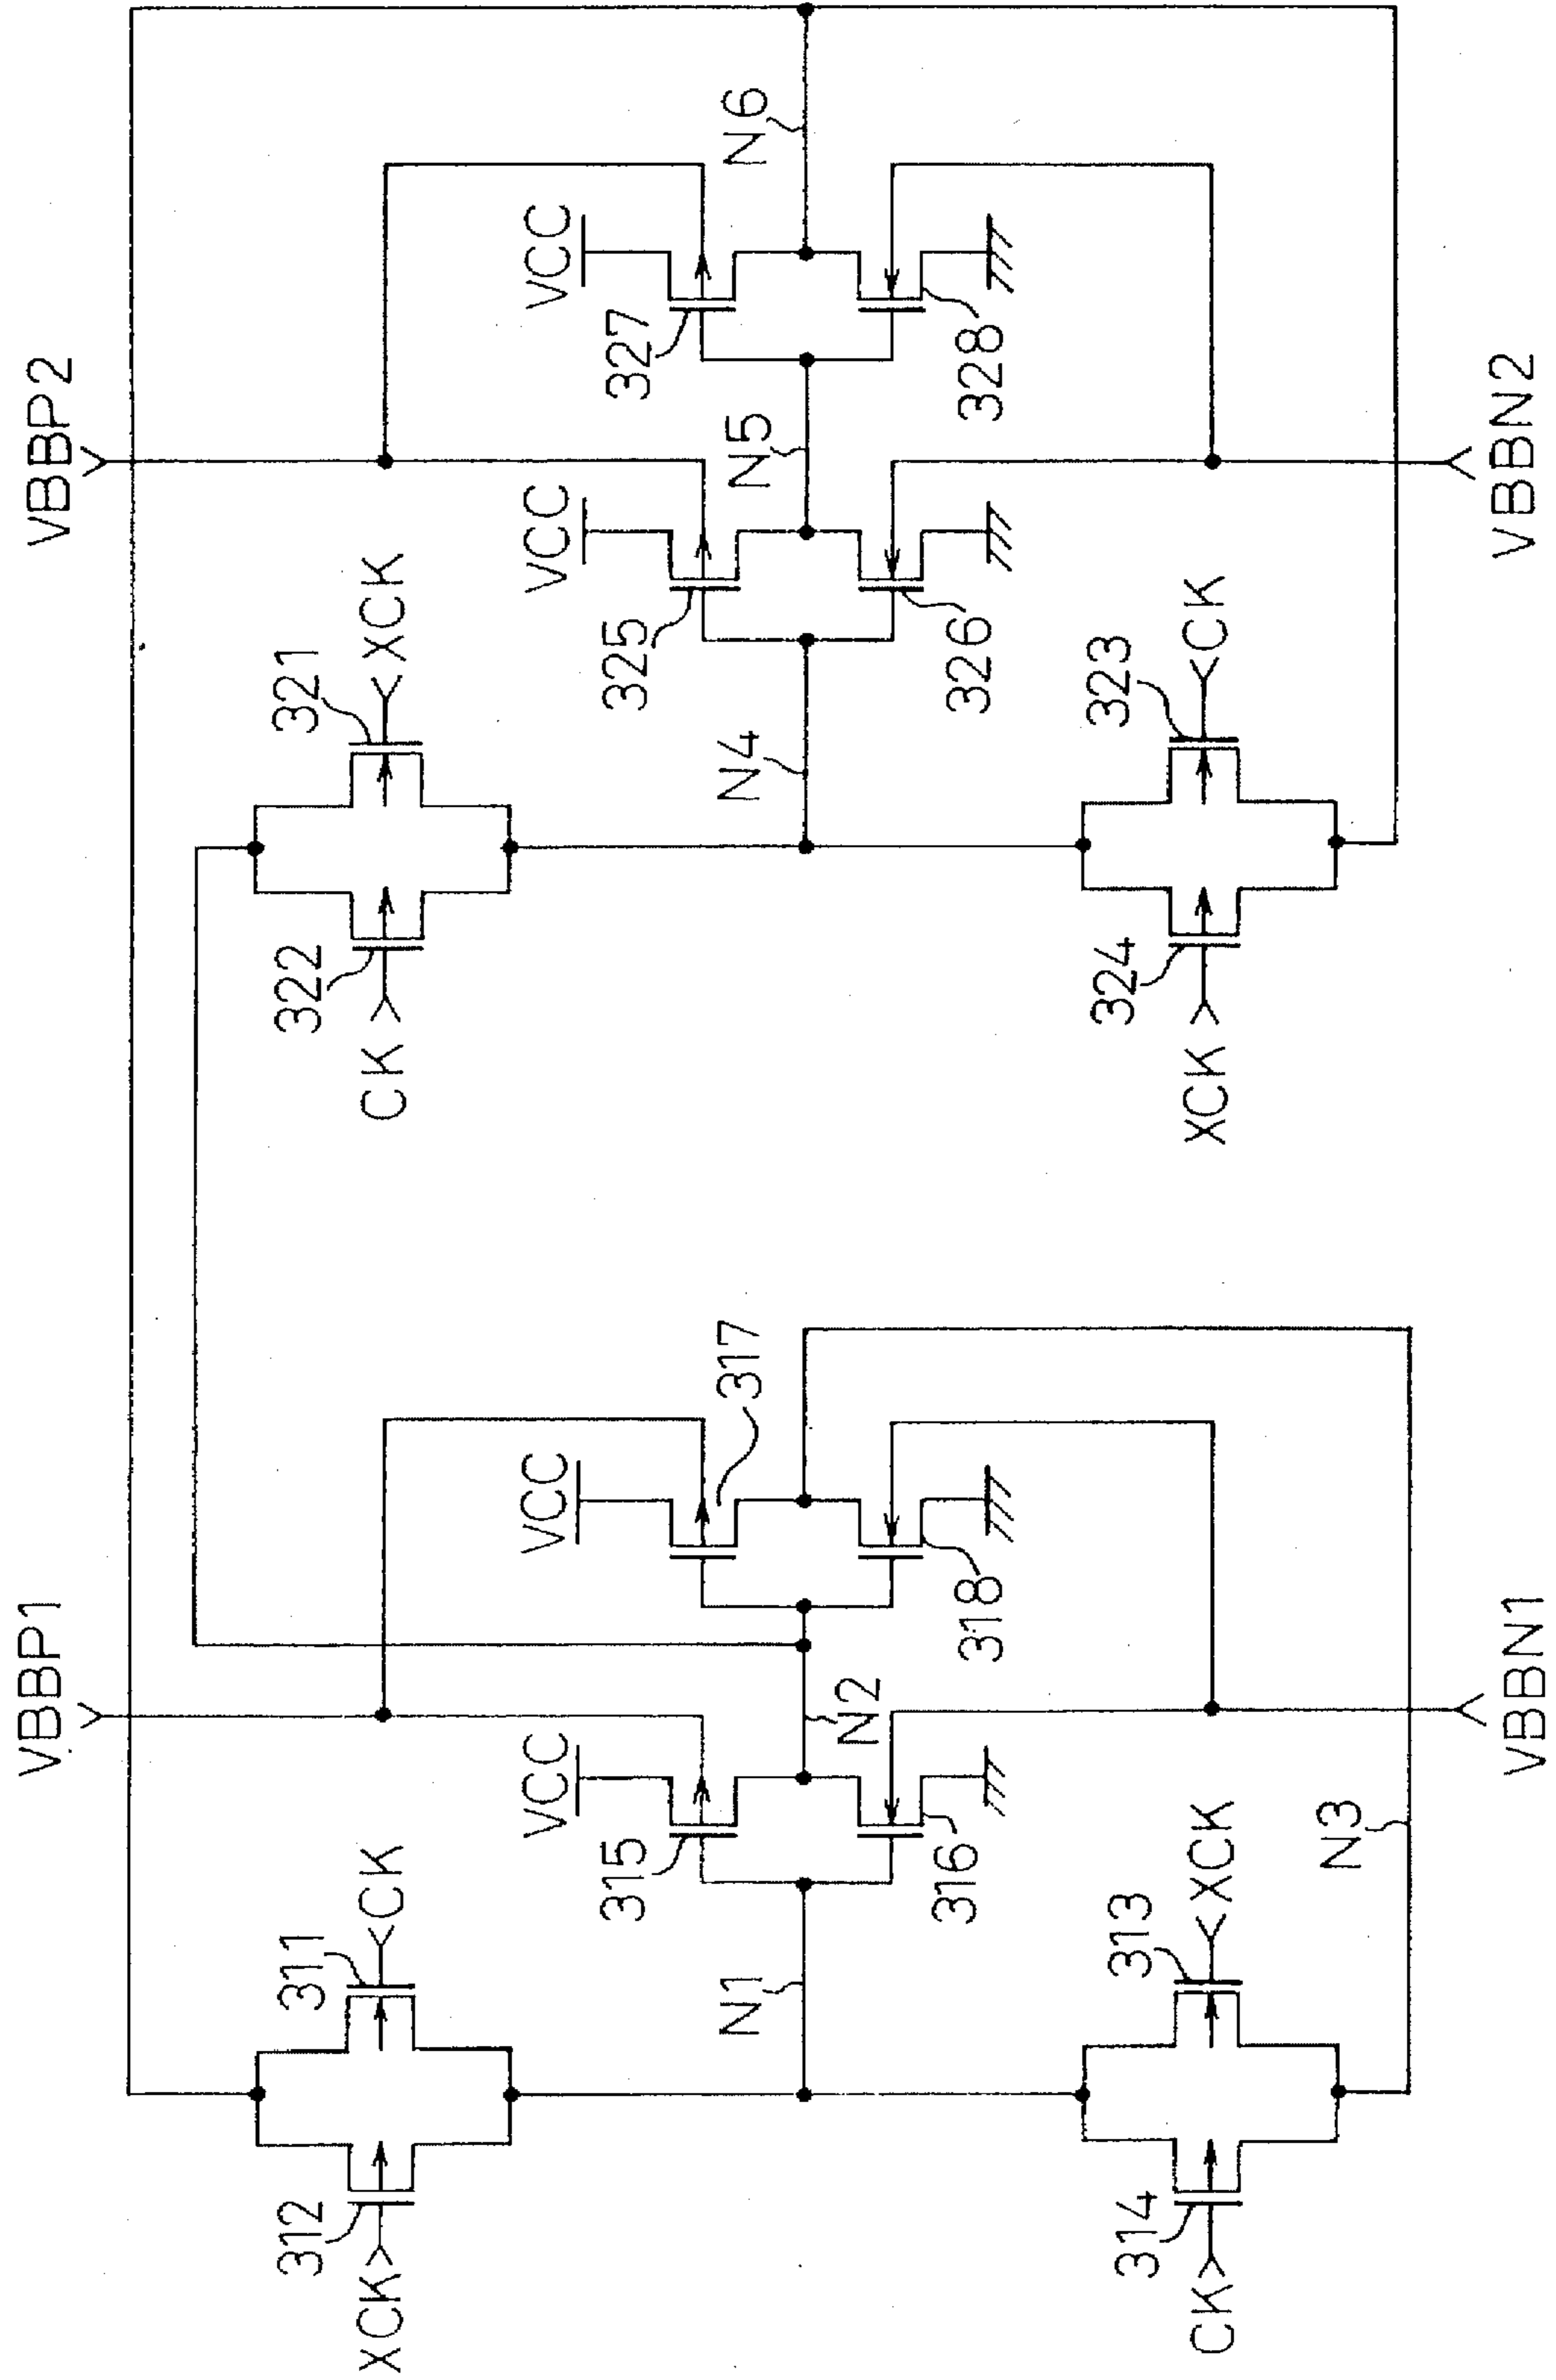 VBBP1
VBBP2
XCK
312
311
CK
CK
322
321
XCK
VCC
VCC
VCC
VCC
315
317
325
327
N1
N2
N4
N5
N6
316
318
326
328
CK
314
313
XCK
XCK
324
323
CK
N3
VBBN1
VBBN2